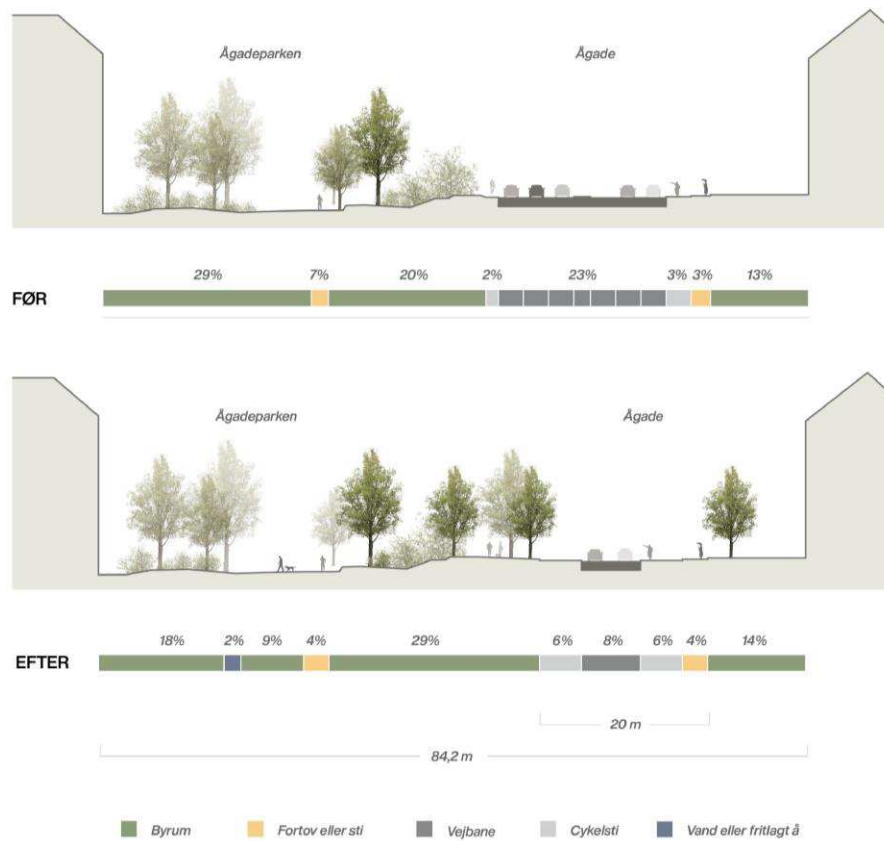 Ågadeparken Ågade
29% 7% 20% 2% 23% 3% 3% 13%
FØR
Ågadeparken Ågade
18% 2% 9% 4% 29% 6% 8% 6% 4% 14%
EFTER
20 m
84,2 m
Byrum Fortov eller sti Vejbane Cykelsti Vand eller fritlagt å